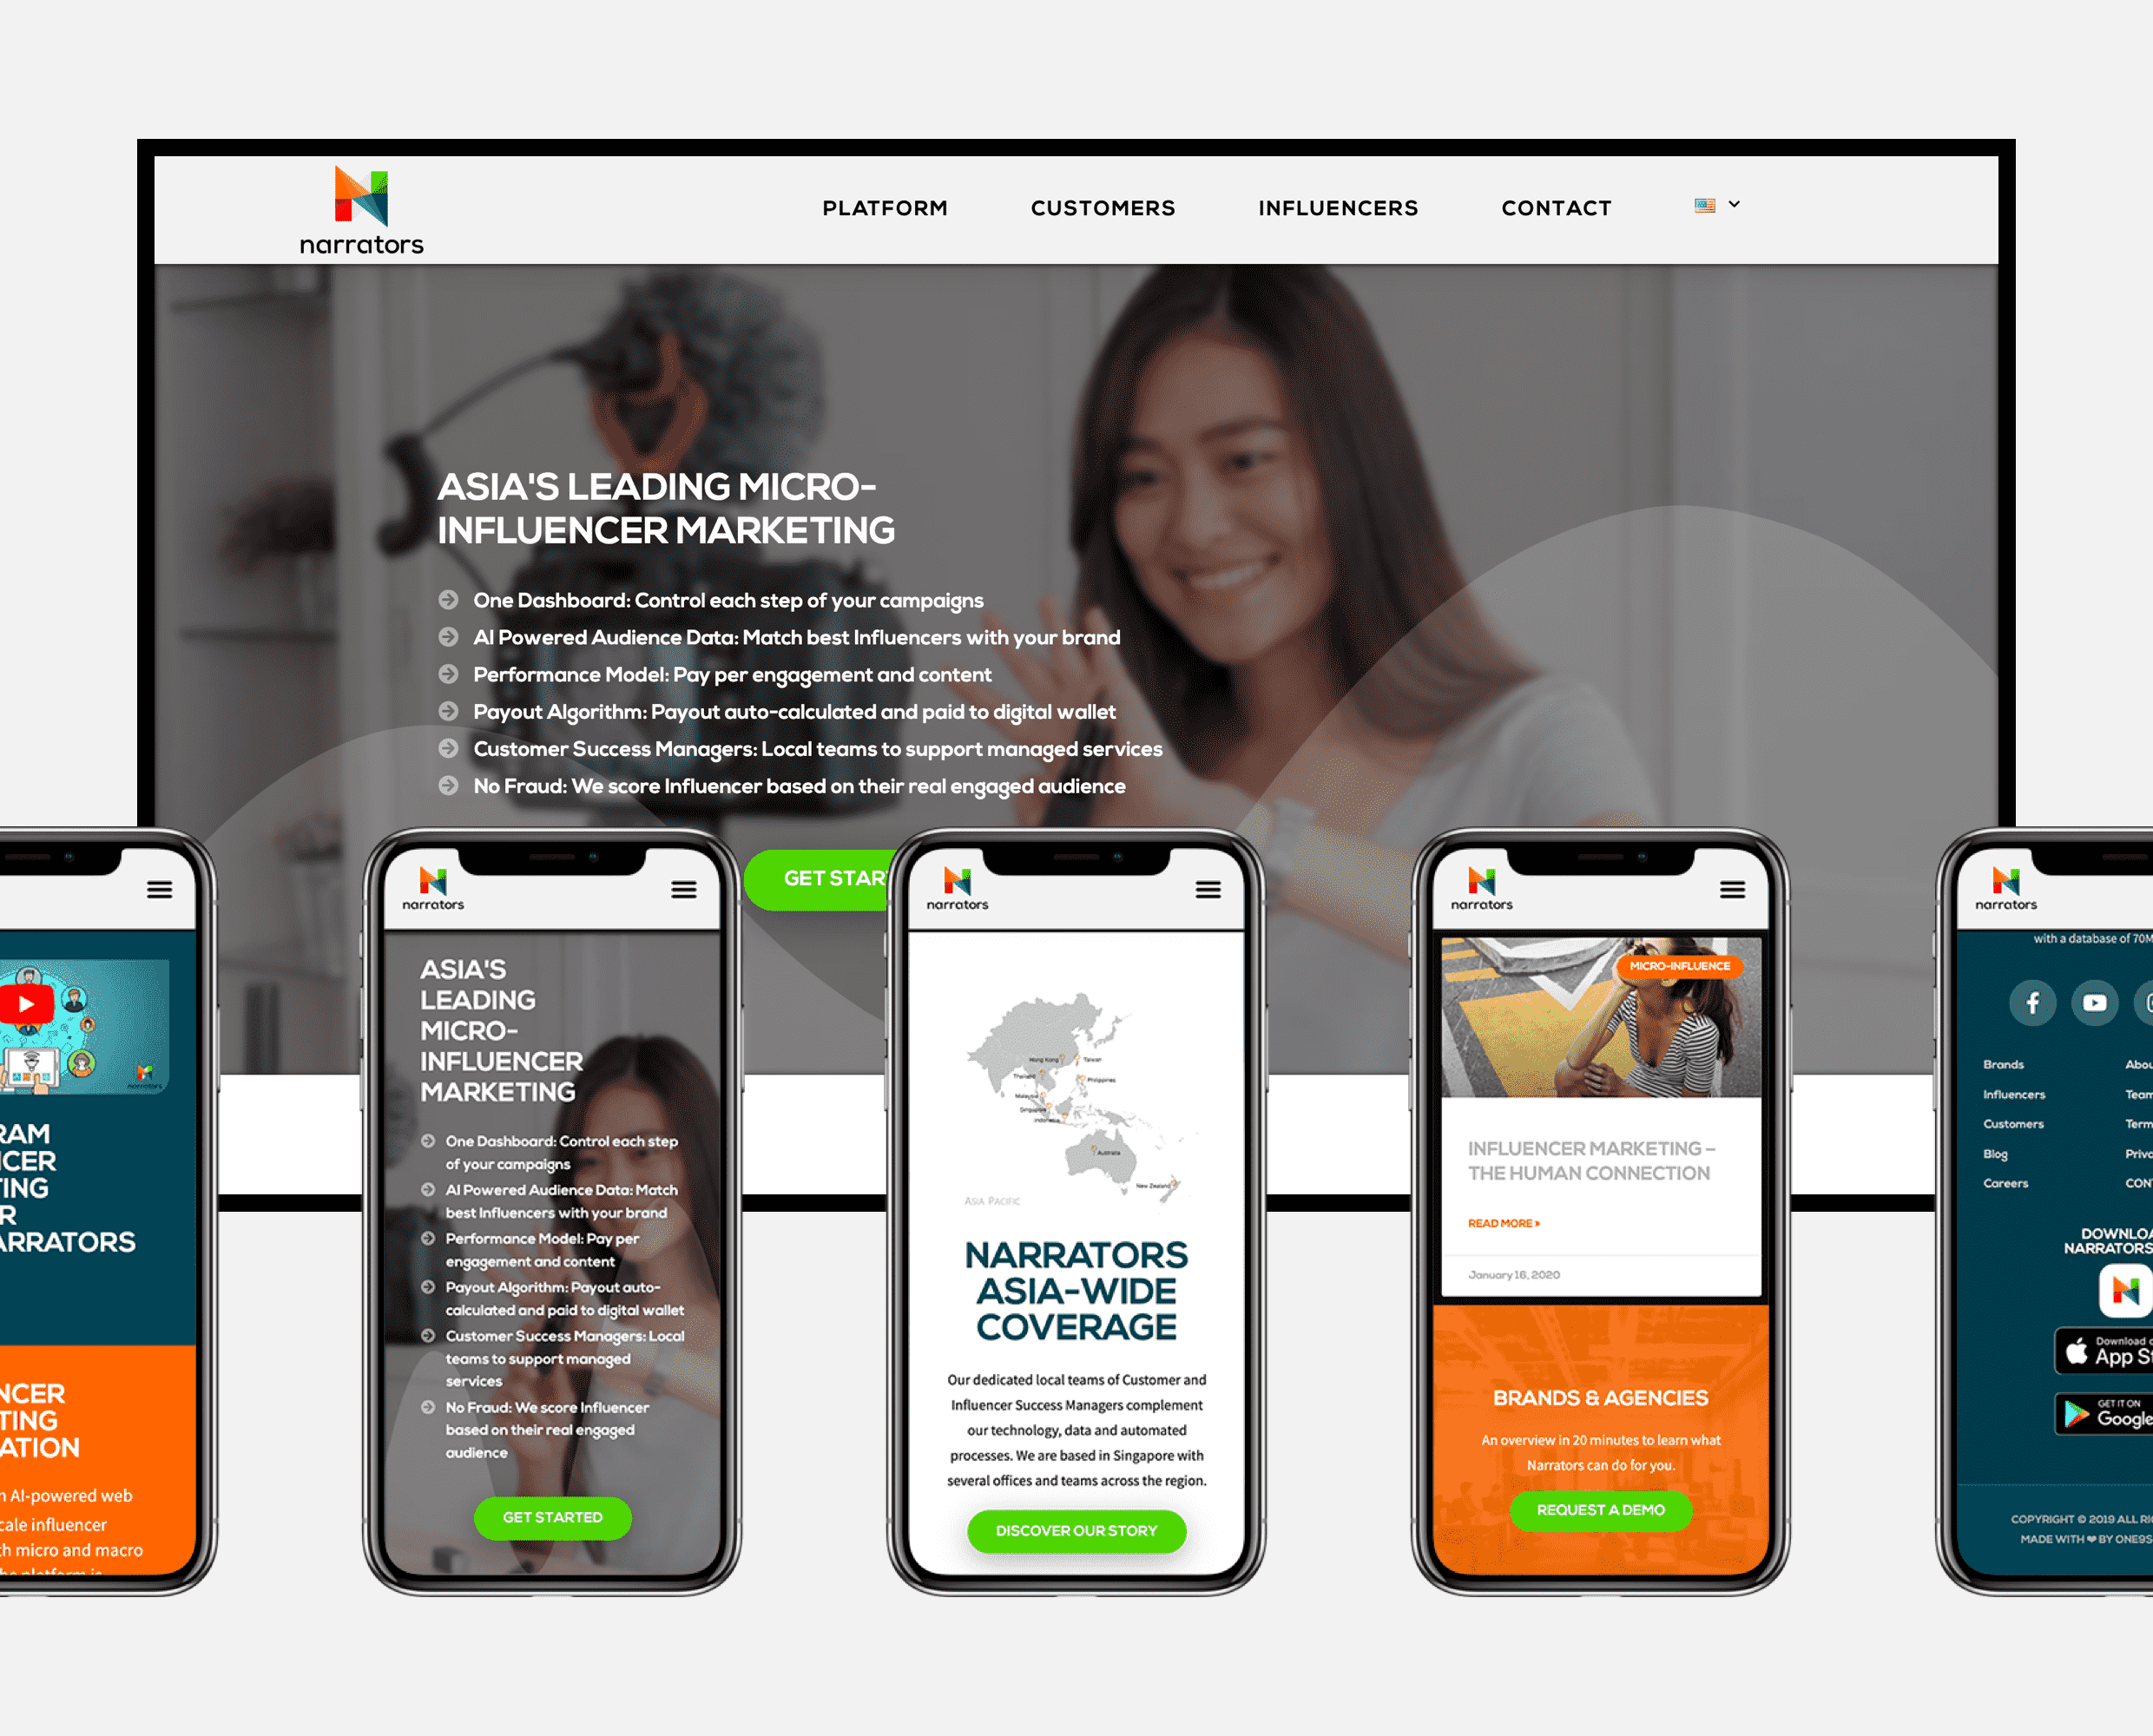 narrators
PLATFORM
CUSTOMERS
INFLUENCERS
CONTACT
ASIA'S LEADING MICRO-
INFLUENCER MARKETING
One Dashboard: Control each step of your campaigns
AI Powered Audience Data: Match best Influencers with your brand
Performance Model: Pay per engagement and content
Payout Algorithm: Payout auto-calculated and paid to digital wallet
Customer Success Managers: Local teams to support managed services
No Fraud: We score Influencer based on their real engaged audience
GET STAR
narrators
RAM
ICER
TING
R
ARRATORS
NCER
TING
ATION
n AI-powered web
cale influencer
th micro and macro
he platform is
narrators
ASIA'S
LEADING
MICRO-
INFLUENCER
MARKETING
One Dashboard: Control each step
of your campaigns
AI Powered Audience Data: Match
best Influencers with your brand
Performance Model: Pay per
engagement and content
Payout Algorithm: Payout auto-
calculated and paid to digital wallet
Customer Success Managers: Local
teams to support managed
services
No Fraud: We score Influencer
based on their real engaged
audience
GET STARTED
narrators
Hong Kong
Taiwan
Thailand
Philippines
Malaysia
Singapore
Indonesia
Australia
New Zealand
ASIA PACIFIC
NARRATORS
ASIA-WIDE
COVERAGE
Our dedicated local teams of Customer and
Influencer Success Managers complement
our technology, data and automated
processes. We are based in Singapore with
several offices and teams across the region.
DISCOVER OUR STORY
narrators
MICRO-INFLUENCE
INFLUENCER MARKETING –
THE HUMAN CONNECTION
READ MORE »
January 16, 2020
BRANDS & AGENCIES
An overview in 20 minutes to learn what
Narrators can do for you.
REQUEST A DEMO
narrators
with a database of 70M
Brands
Abou
Influencers
Team
Customers
Term
Blog
Priva
Careers
CON
DOWNLOA
NARRATORS
Download o
App St
GET IT ON
Google
COPYRIGHT © 2019 ALL RI
MADE WITH ❤ BY ONE9S